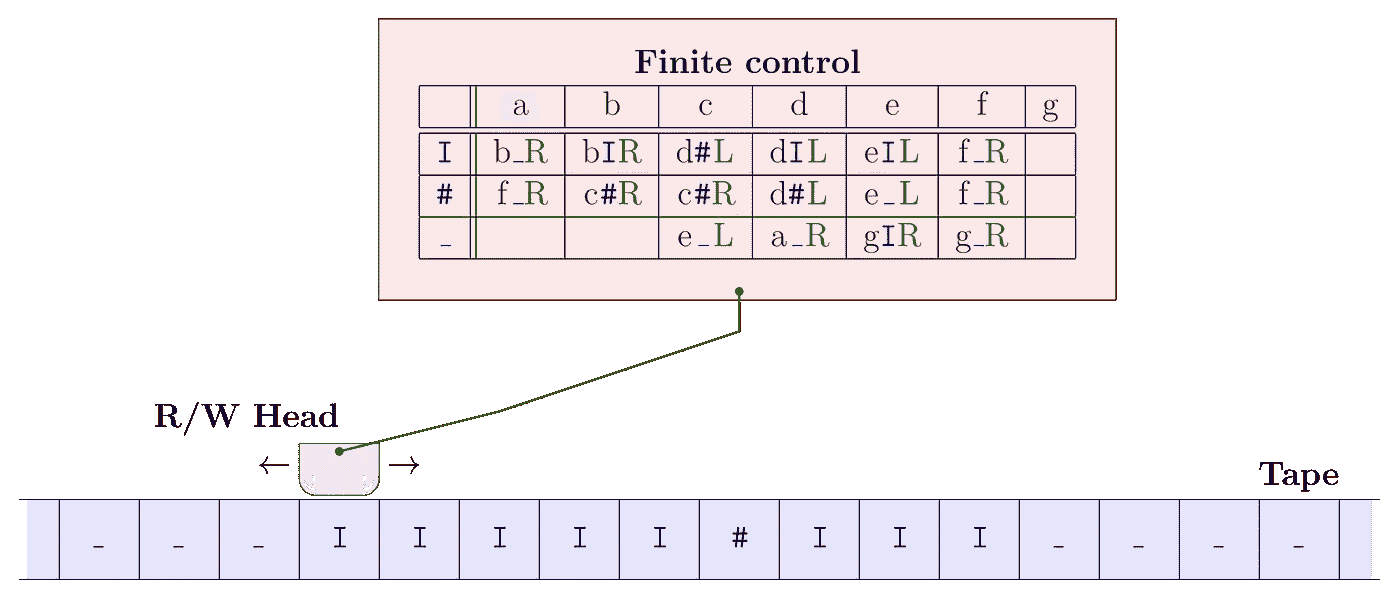 Finite control
a b c d e f g
I b_R bIR d#L dIL eIL f_R
# f_R c#R c#R d#L e_L f_R
_ e_L a_R gIR g_R
R/W Head
← →
Tape
_ _ _ I I I I I # I I I _ _ _ _